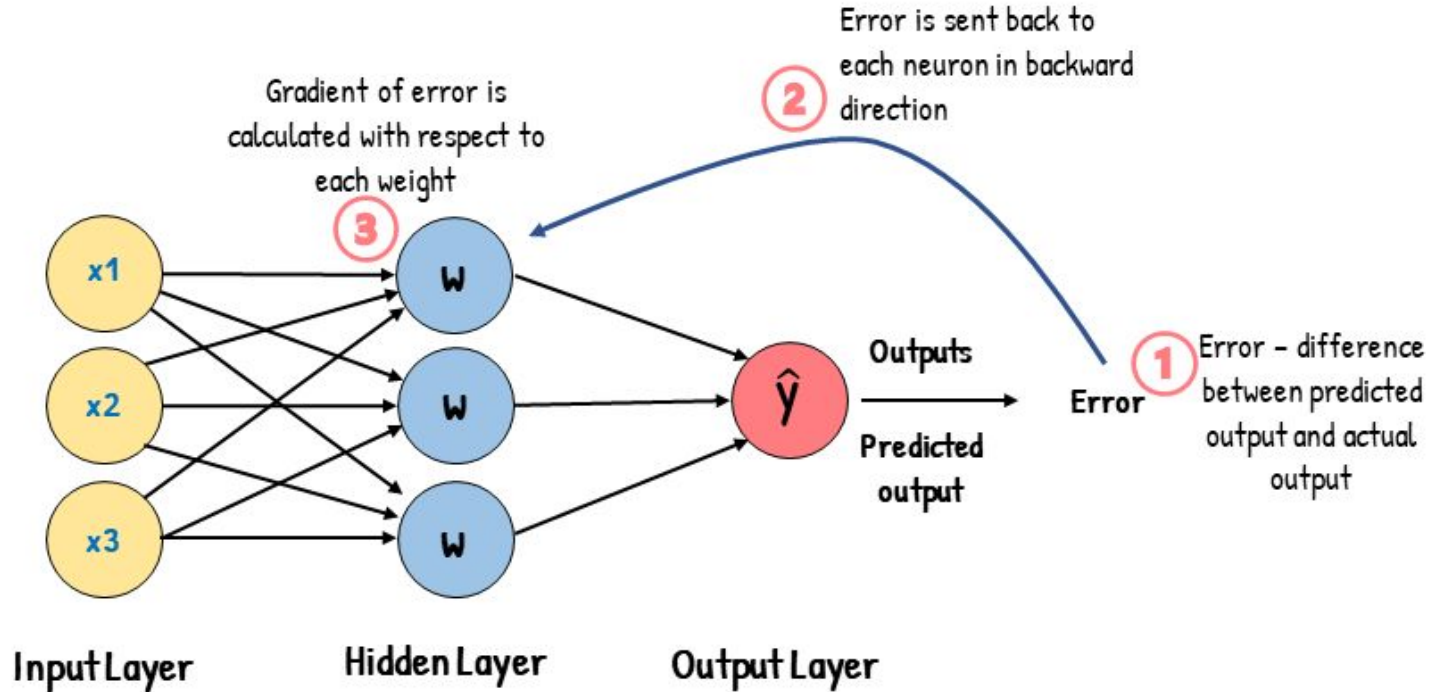 Error is sent back to
each neuron in backward
direction
2
Gradient of error is
calculated with respect to
each weight
3
x1
x2
x3
w
w
w
ŷ
Outputs
Predicted
output
Error
1
Error - difference
between predicted
output and actual
output
Input Layer
Hidden Layer
Output Layer